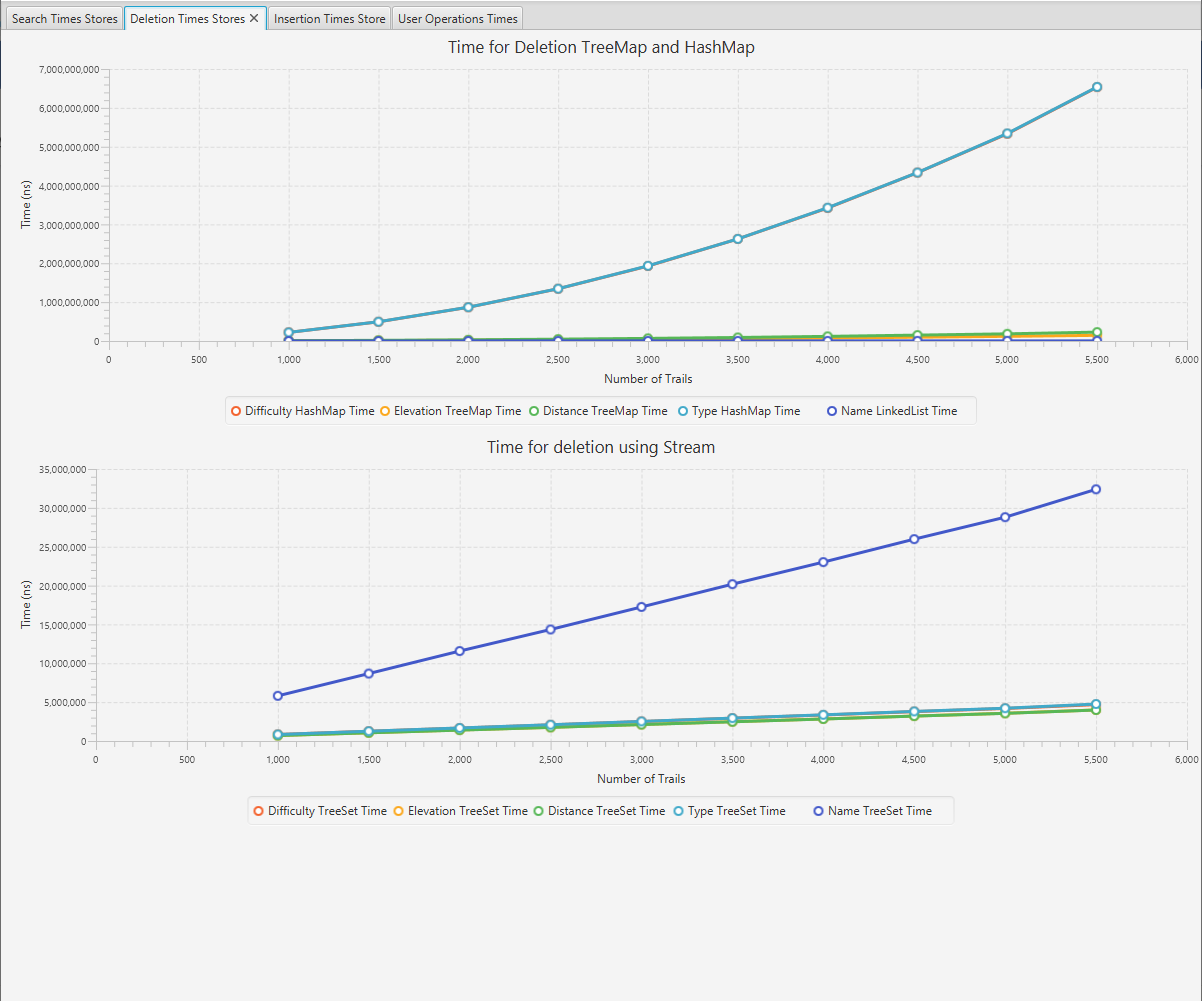 Search Times Stores Deletion Times Stores ✕ Insertion Times Store User Operations Times
Time for Deletion TreeMap and HashMap
7,000,000,000
6,000,000,000
5,000,000,000
4,000,000,000
3,000,000,000
2,000,000,000
1,000,000,000
0
Time (ns)
0 500 1,000 1,500 2,000 2,500 3,000 3,500 4,000 4,500 5,000 5,500 6,000
Number of Trails
Difficulty HashMap Time Elevation TreeMap Time Distance TreeMap Time Type HashMap Time Name LinkedList Time
Time for deletion using Stream
35,000,000
30,000,000
25,000,000
20,000,000
15,000,000
10,000,000
5,000,000
0
Time (ns)
0 500 1,000 1,500 2,000 2,500 3,000 3,500 4,000 4,500 5,000 5,500 6,000
Number of Trails
Difficulty TreeSet Time Elevation TreeSet Time Distance TreeSet Time Type TreeSet Time Name TreeSet Time